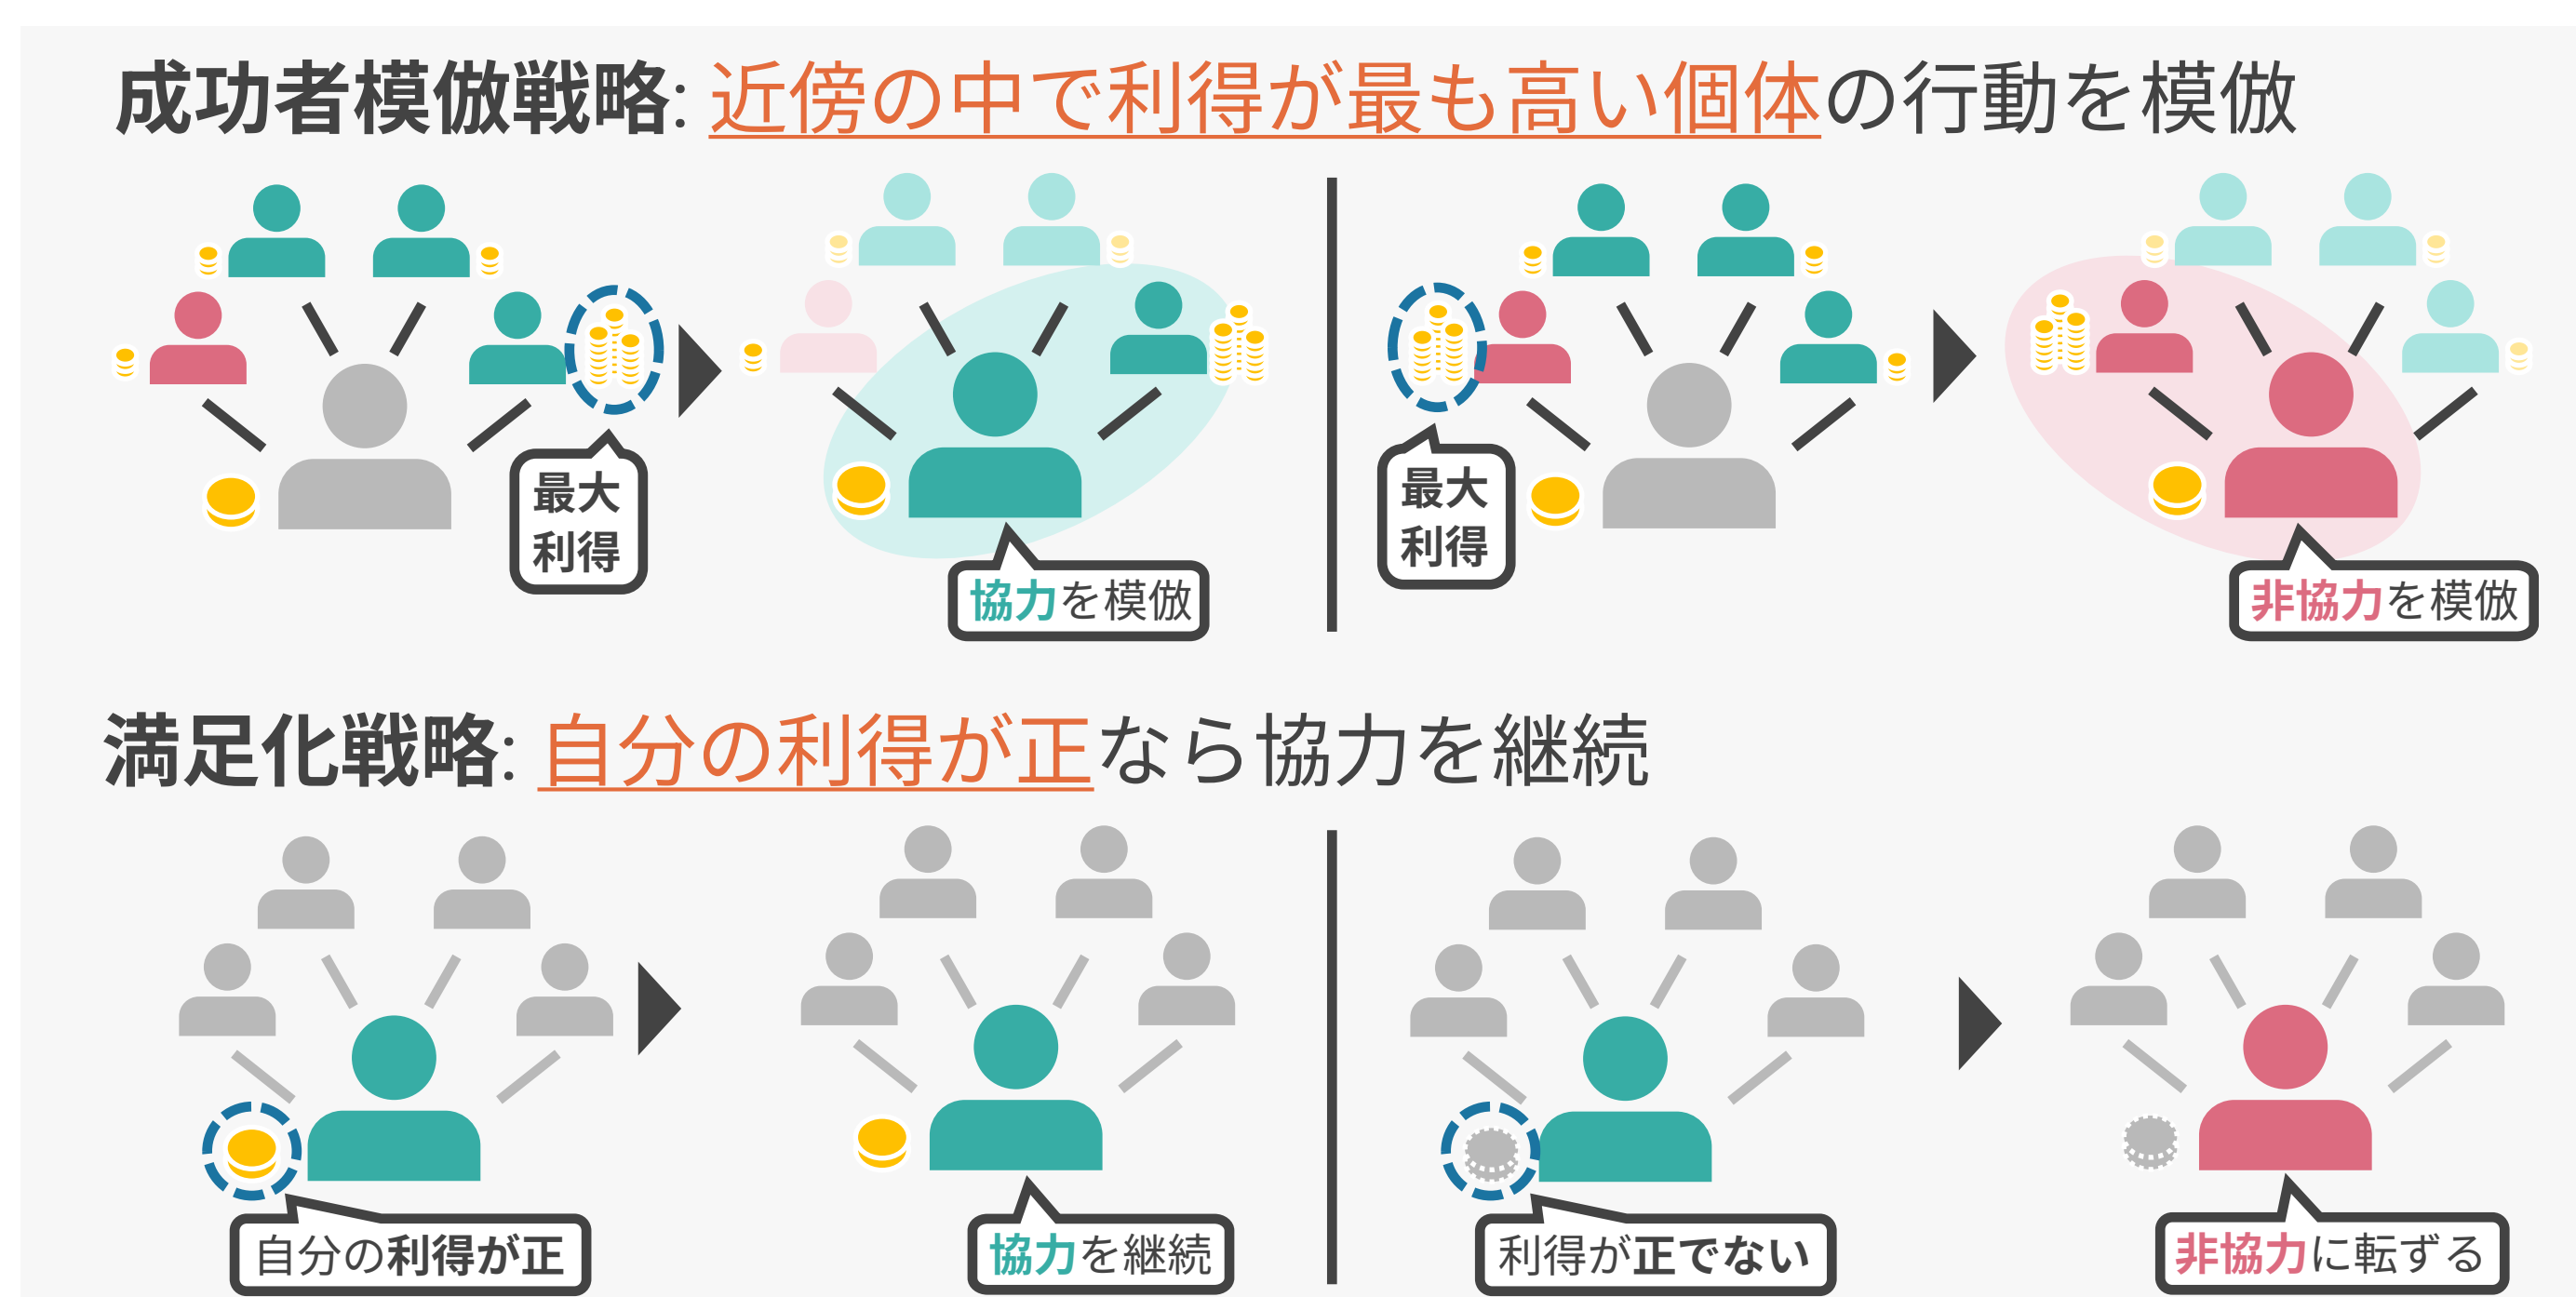 成功者模倣戦略: 近傍の中で利得が最も高い個体の行動を模倣
最大
利得
協力を模倣
最大
利得
非協力を模倣
満足化戦略: 自分の利得が正なら協力を継続
自分の利得が正
協力を継続
利得が正でない
非協力に転ずる